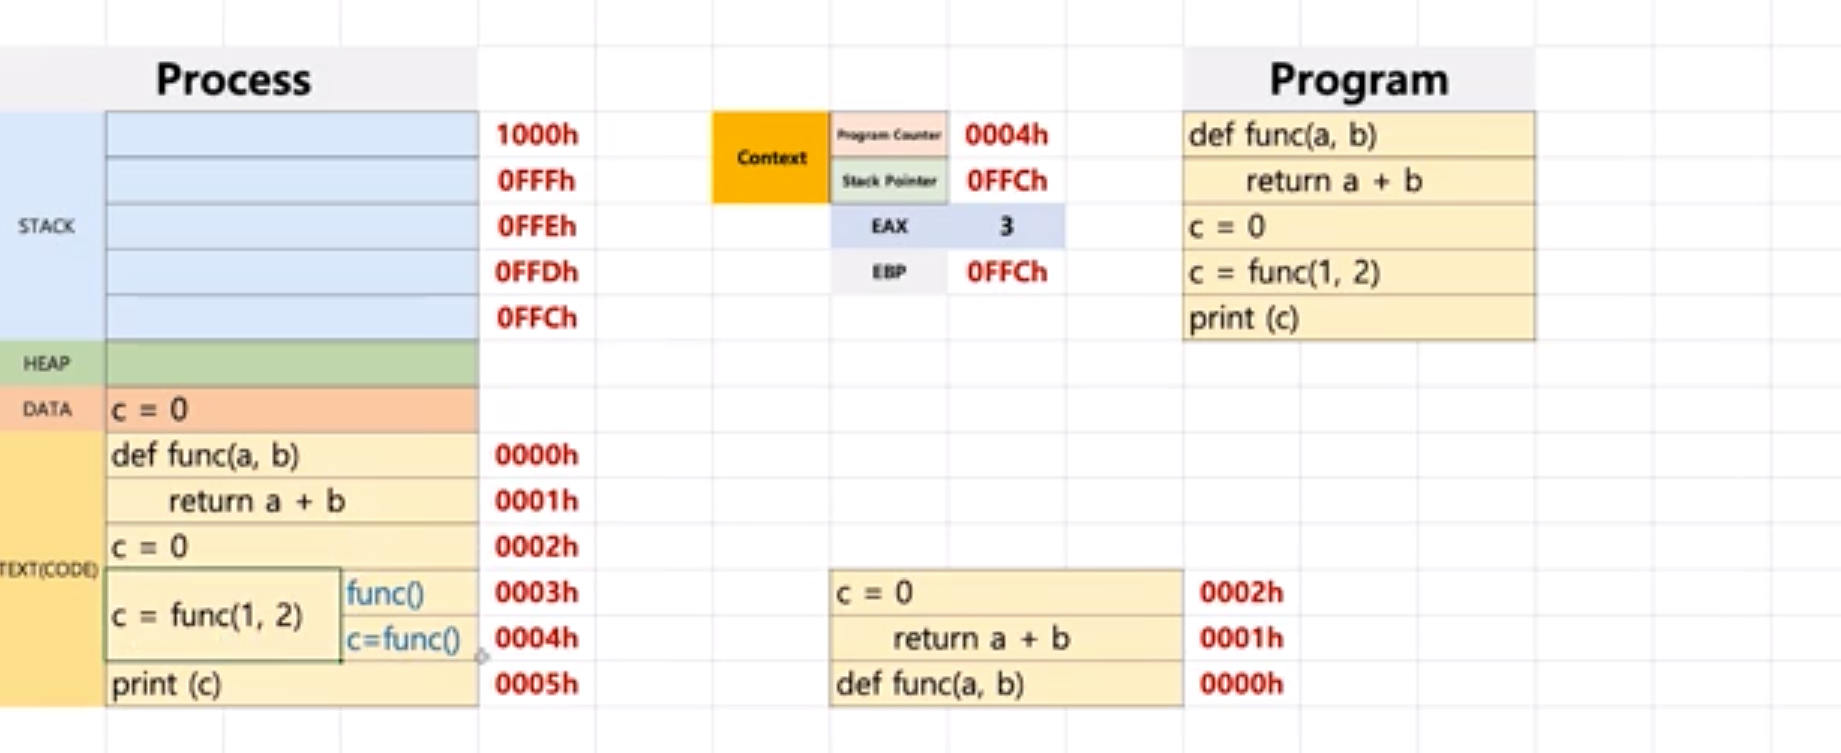 Process
Program
STACK
1000h
0FFFh
0FFEh
0FFDh
0FFCh
Context
Program Counter 0004h
Stack Pointer 0FFCh
EAX 3
EBP 0FFCh
def func(a, b)
return a + b
c = 0
c = func(1, 2)
print (c)
HEAP
DATA
c = 0
TEXT(CODE)
def func(a, b) 0000h
return a + b 0001h
c = 0 0002h
c = func(1, 2)
func() 0003h
c=func() 0004h
print (c) 0005h
c = 0 0002h
return a + b 0001h
def func(a, b) 0000h